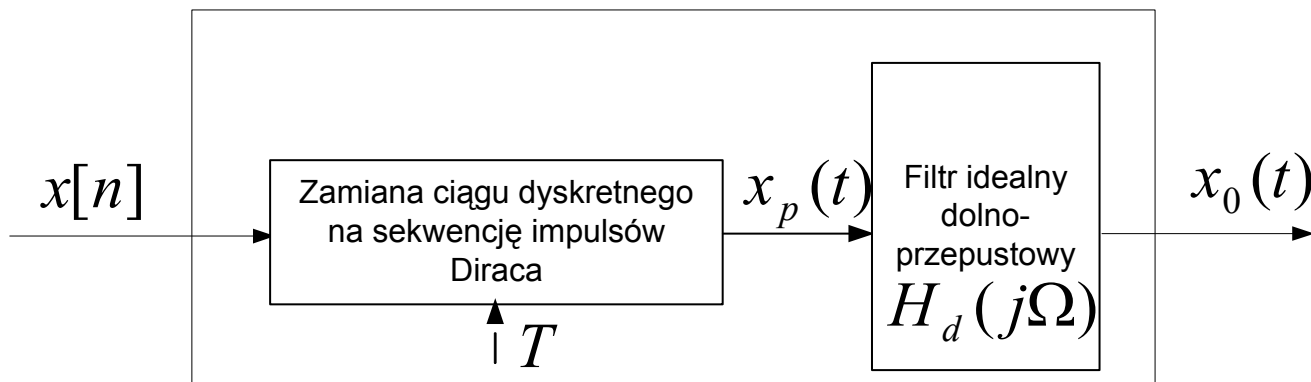 x[n]
Zamiana ciągu dyskretnego
na sekwencję impulsów
Diraca
T
x_p(t)
Filtr idealny
dolno-
przepustowy
H_d(jΩ)
x_0(t)